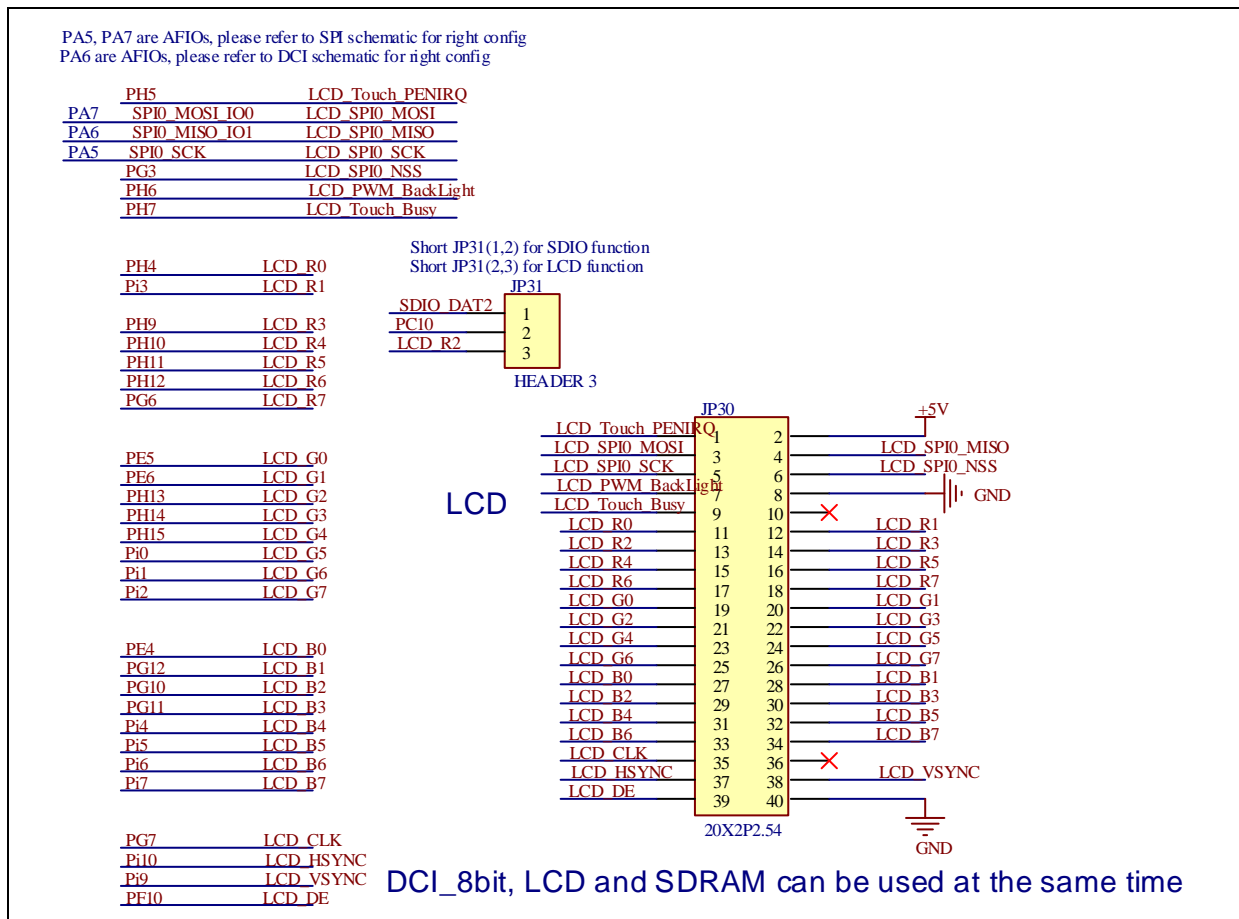 PA5, PA7 are AFIOs, please refer to SPI schematic for right config
PA6 are AFIOs, please refer to DCI schematic for right config
PH5 LCD_Touch_PENIRQ
PA7 SPI0_MOSI_IO0 LCD_SPI0_MOSI
PA6 SPI0_MISO_IO1 LCD_SPI0_MISO
PA5 SPI0_SCK LCD_SPI0_SCK
PG3 LCD_SPI0_NSS
PH6 LCD_PWM_BackLight
PH7 LCD_Touch_Busy
PH4 LCD_R0
Pi3 LCD_R1
PH9 LCD_R3
PH10 LCD_R4
PH11 LCD_R5
PH12 LCD_R6
PG6 LCD_R7
Short JP31(1,2) for SDIO function
Short JP31(2,3) for LCD function
JP31
SDIO_DAT2 1
PC10 2
LCD_R2 3
HEADER 3
PE5 LCD_G0
PE6 LCD_G1
PH13 LCD_G2
PH14 LCD_G3
PH15 LCD_G4
Pi0 LCD_G5
Pi1 LCD_G6
Pi2 LCD_G7
PE4 LCD_B0
PG12 LCD_B1
PG10 LCD_B2
PG11 LCD_B3
Pi4 LCD_B4
Pi5 LCD_B5
Pi6 LCD_B6
Pi7 LCD_B7
PG7 LCD_CLK
Pi10 LCD_HSYNC
Pi9 LCD_VSYNC
PF10 LCD_DE
LCD
JP30
LCD_Touch_PENIRQ 1 2 +5V
LCD_SPI0_MOSI 3 4 LCD_SPI0_MISO
LCD_SPI0_SCK 5 6 LCD_SPI0_NSS
LCD_PWM_BackLight 7 8 GND
LCD_Touch_Busy 9 10
LCD_R0 11 12 LCD_R1
LCD_R2 13 14 LCD_R3
LCD_R4 15 16 LCD_R5
LCD_R6 17 18 LCD_R7
LCD_G0 19 20 LCD_G1
LCD_G2 21 22 LCD_G3
LCD_G4 23 24 LCD_G5
LCD_G6 25 26 LCD_G7
LCD_B0 27 28 LCD_B1
LCD_B2 29 30 LCD_B3
LCD_B4 31 32 LCD_B5
LCD_B6 33 34 LCD_B7
LCD_CLK 35 36
LCD_HSYNC 37 38 LCD_VSYNC
LCD_DE 39 40
20X2P2.54
GND
DCI_8bit, LCD and SDRAM can be used at the same time